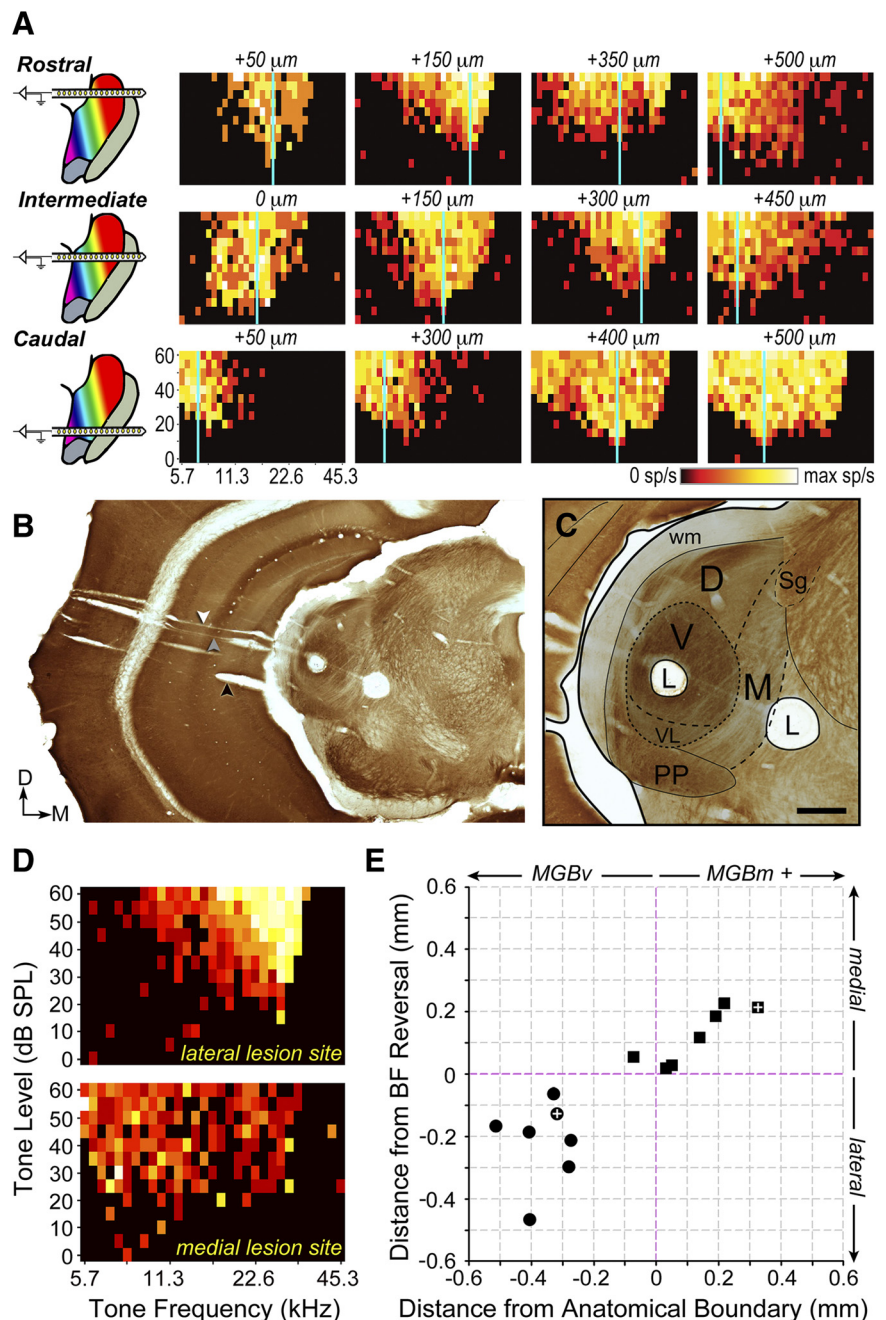 A
Rostral
+50 μm
+150 μm
+350 μm
+500 μm
Intermediate
0 μm
+150 μm
+300 μm
+450 μm
Caudal
+50 μm
+300 μm
+400 μm
+500 μm
60
40
20
0
5.7 11.3 22.6 45.3
0 sp/s max sp/s
B
D
M
C
wm
D
Sg
V
L
M
L
VL
PP
D
E
Tone Level (dB SPL)
60
50
40
30
20
10
0
lateral lesion site
60
50
40
30
20
10
0
medial lesion site
5.7 11.3 22.6 45.3
Tone Frequency (kHz)
MGBv MGBm +
Distance from BF Reversal (mm)
0.6
0.4
0.2
0
-0.2
-0.4
-0.6
medial
lateral
-0.6 -0.4 -0.2 0 0.2 0.4 0.6
Distance from Anatomical Boundary (mm)